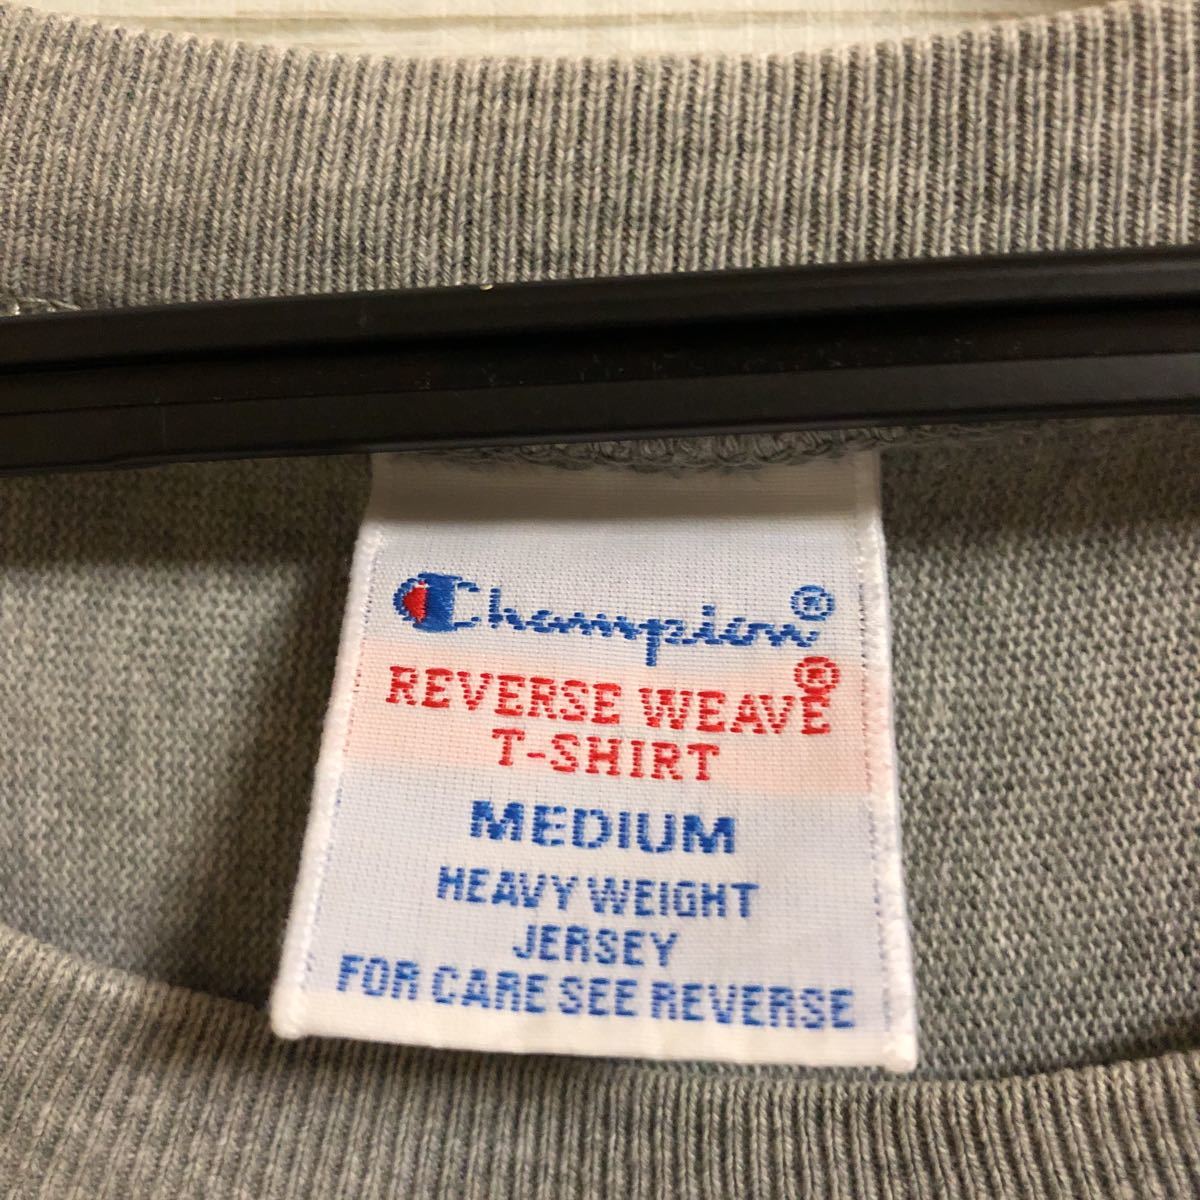 Champion®
REVERSE WEAVE®
T-SHIRT
MEDIUM
HEAVY WEIGHT
JERSEY
FOR CARE SEE REVERSE